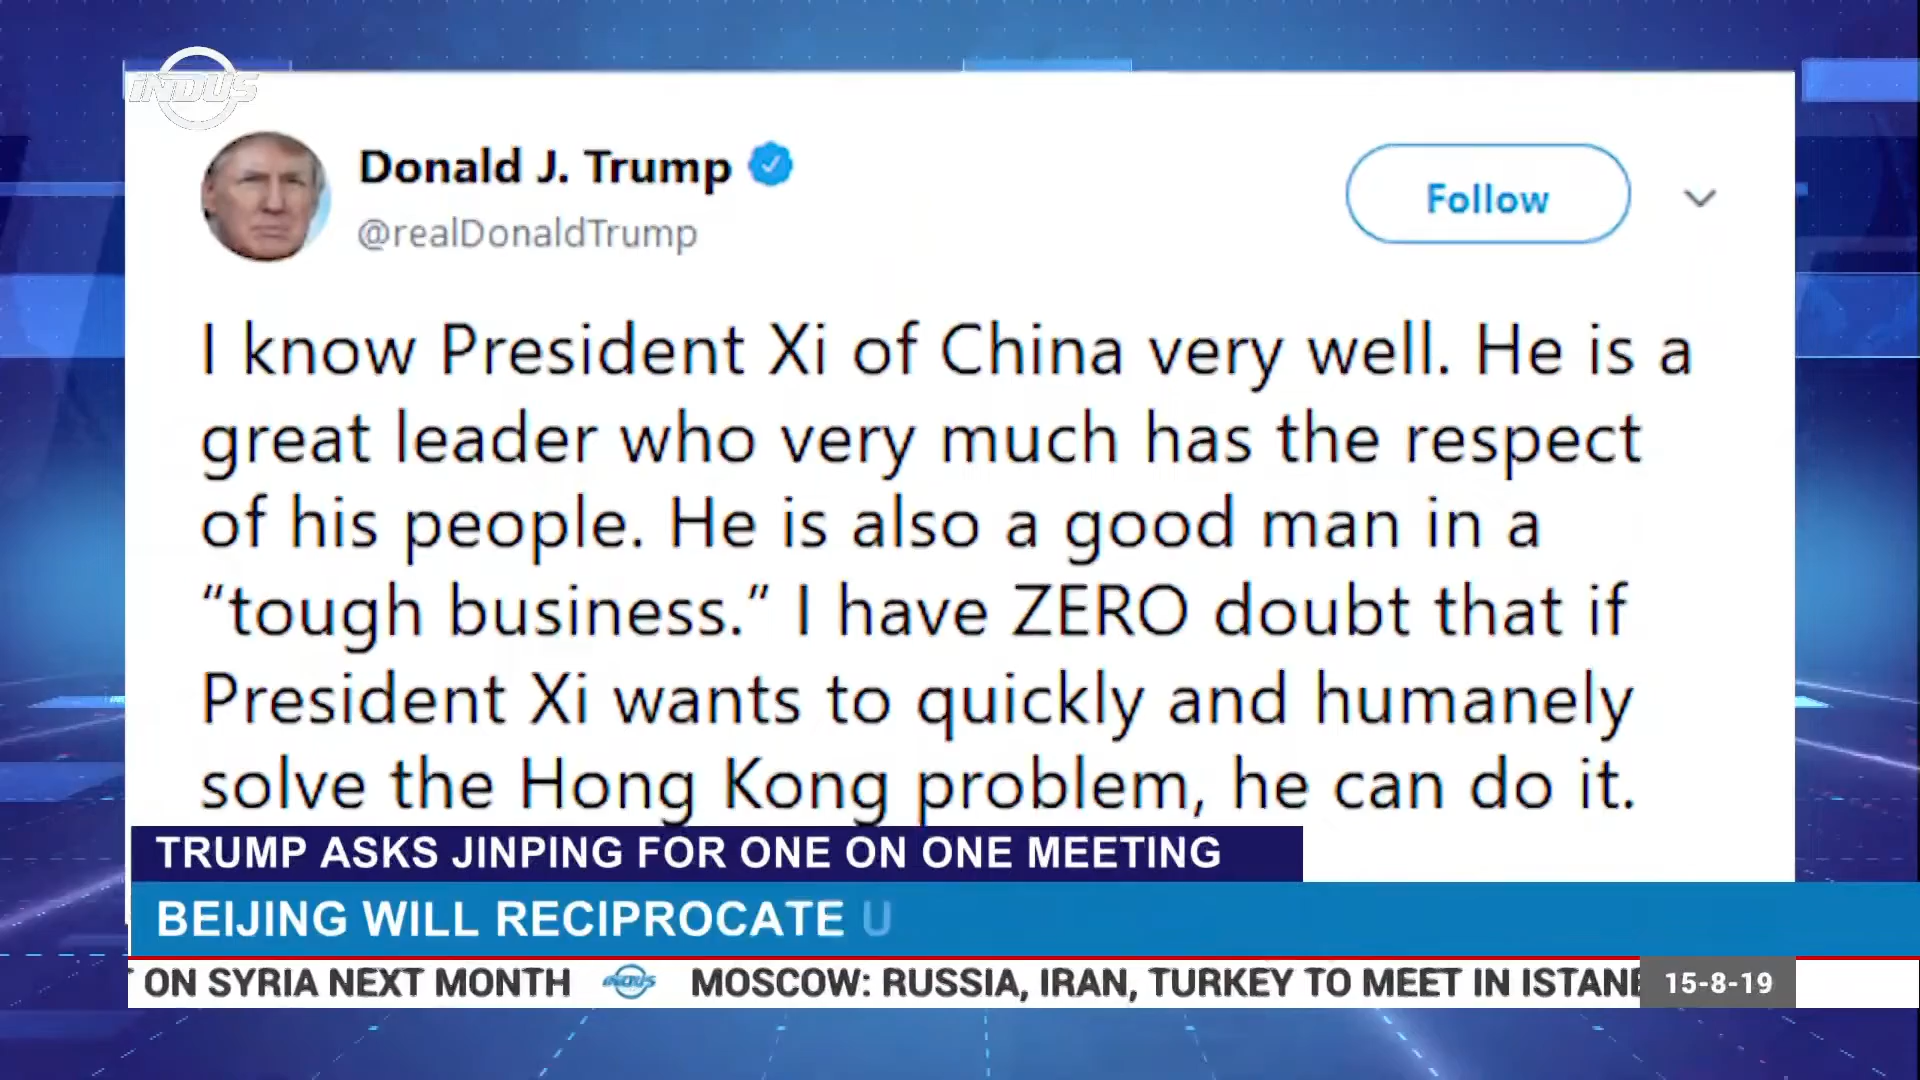 INDUS
Donald J. Trump
@realDonaldTrump
Follow
I know President Xi of China very well. He is a
great leader who very much has the respect
of his people. He is also a good man in a
“tough business.” I have ZERO doubt that if
President Xi wants to quickly and humanely
solve the Hong Kong problem, he can do it.
TRUMP ASKS JINPING FOR ONE ON ONE MEETING
BEIJING WILL RECIPROCATE U
ON SYRIA NEXT MONTH INDUS MOSCOW: RUSSIA, IRAN, TURKEY TO MEET IN 15-8-19